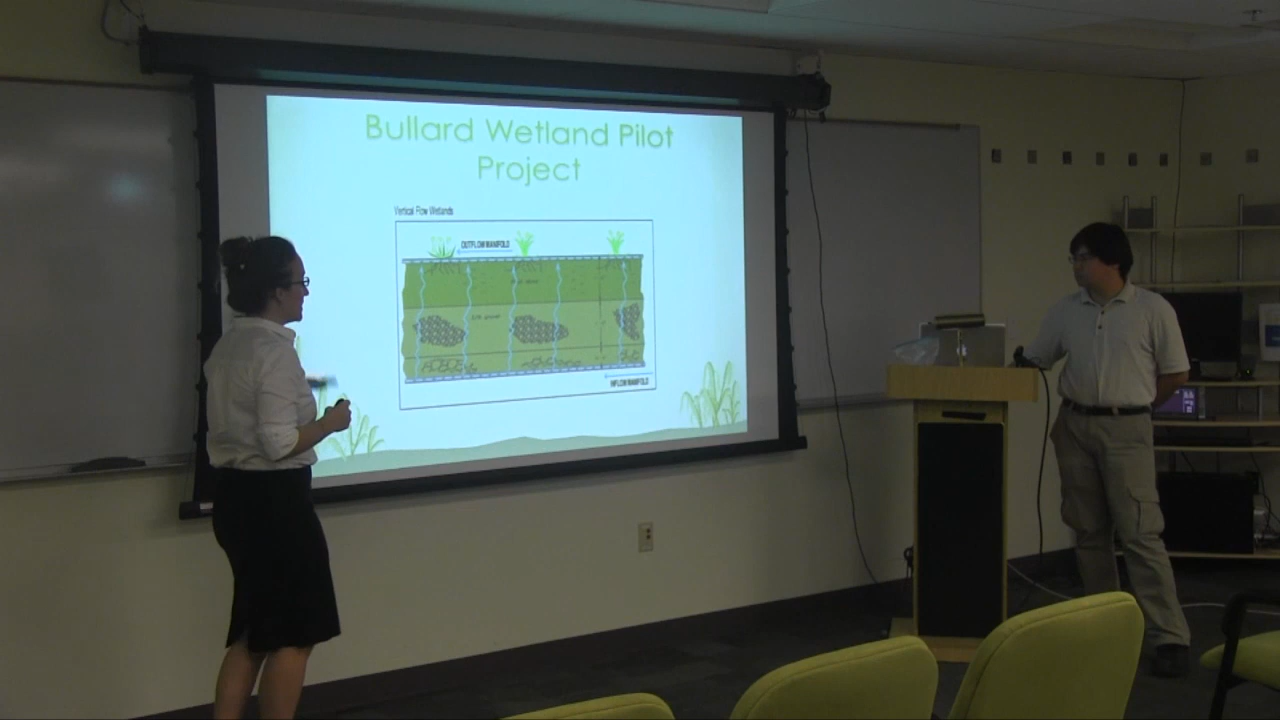 Bullard Wetland Pilot
Project
Vertical Flow Wetlands
OUTFLOW MANIFOLD
INFLOW MANIFOLD